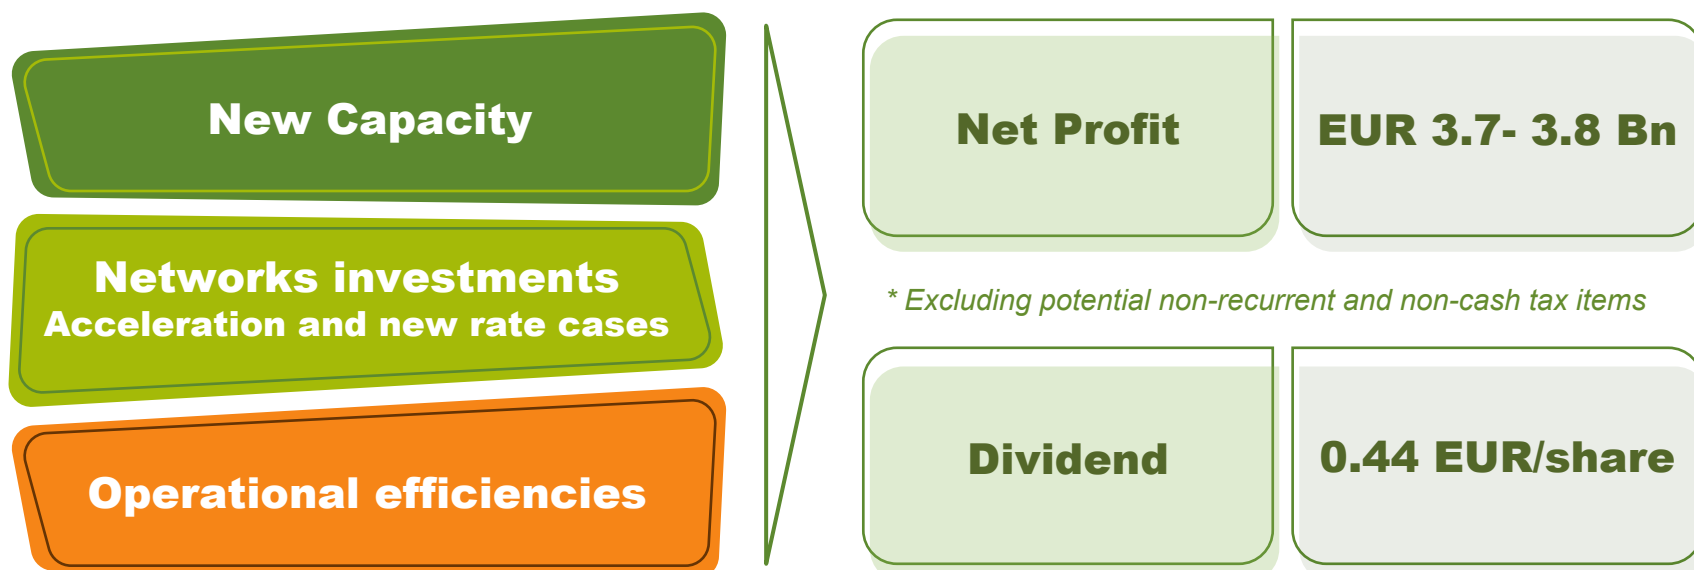 New Capacity
Networks investments
Acceleration and new rate cases
Operational efficiencies
Net Profit
EUR 3.7- 3.8 Bn
* Excluding potential non-recurrent and non-cash tax items
Dividend
0.44 EUR/share